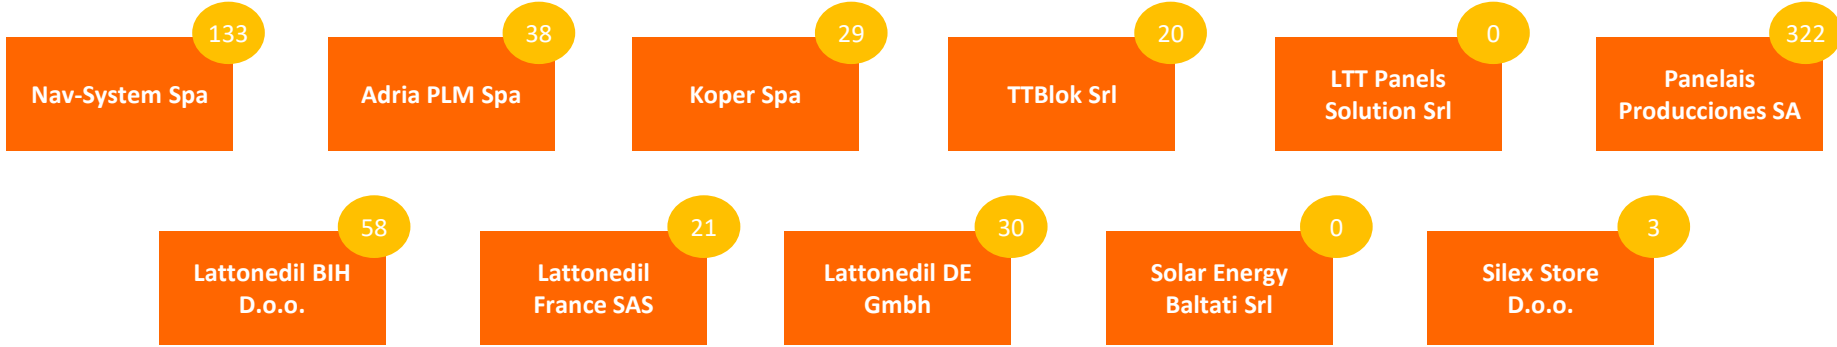 133
Nav-System Spa
38
Adria PLM Spa
29
Koper Spa
20
TTBlok Srl
0
LTT Panels
Solution Srl
322
Panelais
Producciones SA
58
Lattonedil BIH
D.o.o.
21
Lattonedil
France SAS
30
Lattonedil DE
Gmbh
0
Solar Energy
Baltati Srl
3
Silex Store
D.o.o.